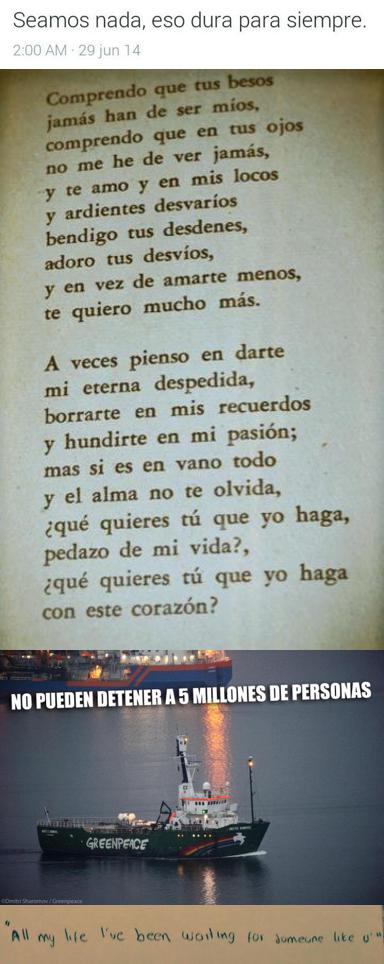 Seamos nada, eso dura para siempre.
2:00 AM · 29 jun 14
Comprendo que tus besos
jamás han de ser míos,
comprendo que en tus ojos
no me he de ver jamás,
y te amo y en mis locos
y ardientes desvaríos
bendigo tus desdenes,
adoro tus desvíos,
y en vez de amarte menos,
te quiero mucho más.
A veces pienso en darte
mi eterna despedida,
borrarte en mis recuerdos
y hundirte en mi pasión;
mas si es en vano todo
y el alma no te olvida,
¿qué quieres tú que yo haga,
pedazo de mi vida?,
¿qué quieres tú que yo haga
con este corazón?
NO PUEDEN DETENER A 5 MILLONES DE PERSONAS
GREENPEACE
©Dmitri Sharomov / Greenpeace
"All my life I've been waiting for someone like u'"